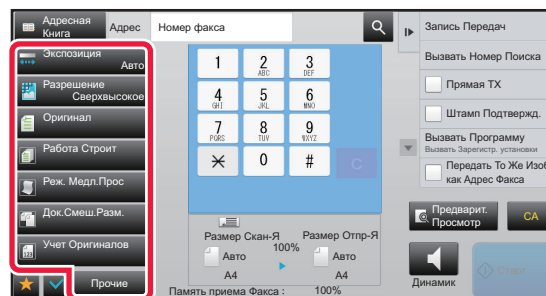 Адресная
Книга
Адрес
Номер факса
Запись Передач
Экспозиция
Авто
Вызвать Номер Поиска
Разрешение
Сверхвысокое
Прямая TX
Оригинал
Штамп Подтвержд.
Работа Строит
Вызвать Программу
Вызвать Зарегистр. установки
Реж. Медл.Прос
Передать То Же Изоб
как Адрес Факса
Док.Смеш.Разм.
Учет Оригиналов
Прочие
1
2
ABC
3
DEF
4
GHI
5
JKL
6
MNO
7
PQRS
8
TUV
9
WXYZ
0
#
C
Размер Скан-Я
100%
Размер Отпр-Я
Авто
Авто
A4
A4
Память приема Факса :
100%
Предварит.
Просмотр
CA
Динамик
Старт